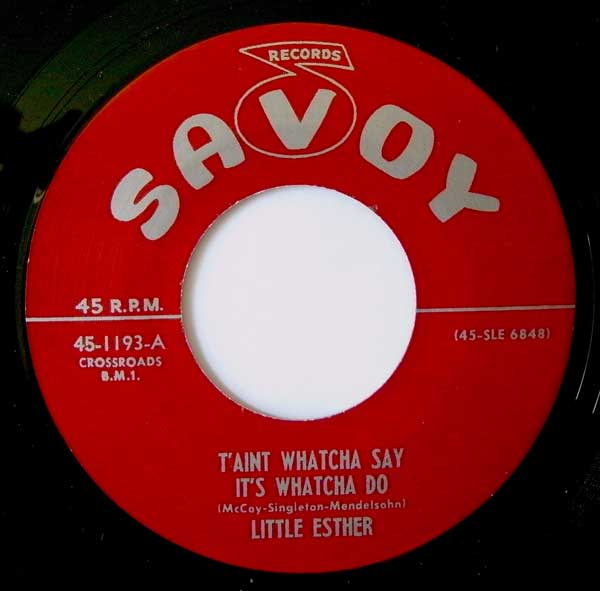 RECORDS
SAVOY
45 R.P.M.
45-1193-A
CROSSROADS
B.M.1.
(45-SLE 6848)
T'AINT WHATCHA SAY
IT'S WHATCHA DO
(McCoy-Singleton-Mendelsohn)
LITTLE ESTHER